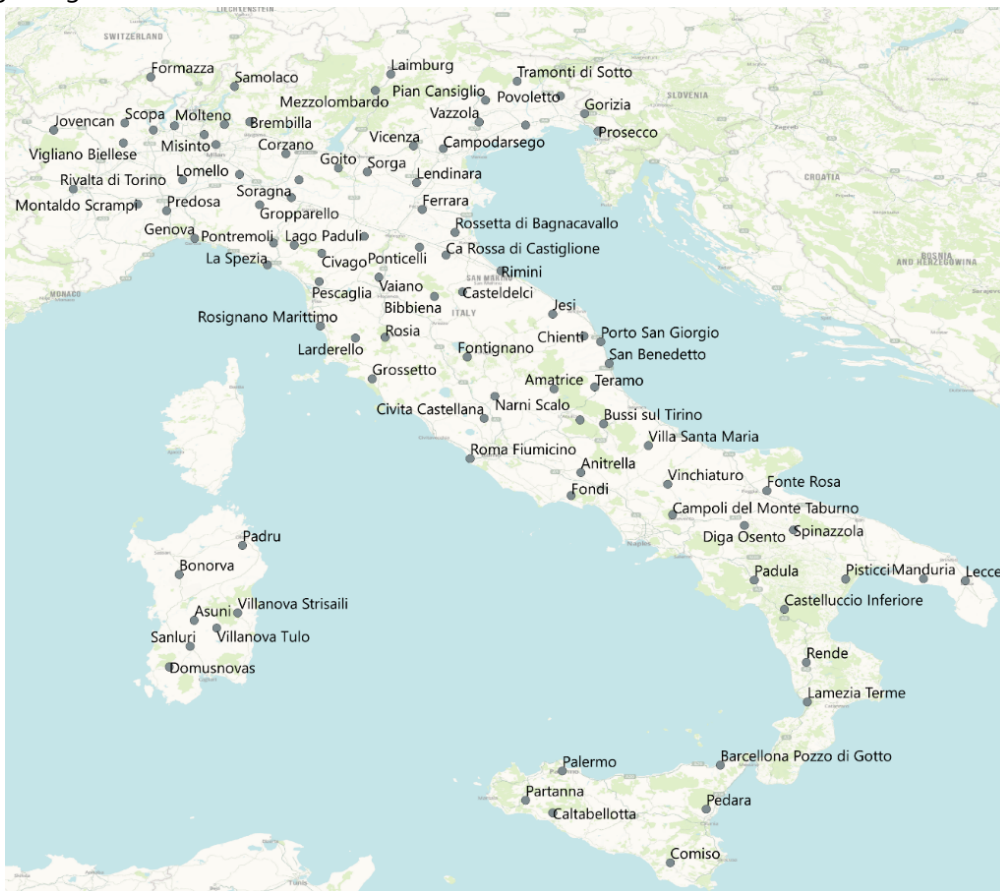 LIECHTENSTEIN
SWITZERLAND
Formazza
Samolaco
Laimburg
Tramonti di Sotto
Mezzolombardo
Pian Cansiglio
Povoletto
SLOVENIA
Gorizia
Jovencan
Scopa
Molteno
Brembilla
Vazzola
Prosecco
Vigliano Biellese
Misinto
Corzano
Vicenza
Campodarsego
Goito
Sorga
Lomello
Lendinara
CROATIA
Rivalta di Torino
Soragna
Montaldo Scrampi
Predosa
Gropparello
Ferrara
Genova
Pontremoli
Lago Paduli
Rossetta di Bagnacavallo
La Spezia
Civago
Ponticelli
Ca Rossa di Castiglione
BOSNIA
AND HERZEGOVINA
Rimini
SAN MARINO
MONACO
Pescaglia
Vaiano
Casteldelci
Bibbiena
ITALY
Jesi
Rosignano Marittimo
Larderello
Rosia
Chienti
Porto San Giorgio
Fontignano
San Benedetto
Grossetto
Amatrice
Teramo
Civita Castellana
Narni Scalo
Bussi sul Tirino
Villa Santa Maria
Roma Fiumicino
Anitrella
Vinchiaturo
Fonte Rosa
Fondi
Campoli del Monte Taburno
Diga Osento
Spinazzola
Padru
Bonorva
Padula
Pisticci
Manduria
Lecce
Asuni
Villanova Strisaili
Castelluccio Inferiore
Sanluri
Villanova Tulo
Domusnovas
Rende
Lamezia Terme
Palermo
Barcellona Pozzo di Gotto
Partanna
Caltabellotta
Pedara
Comiso
Tunis